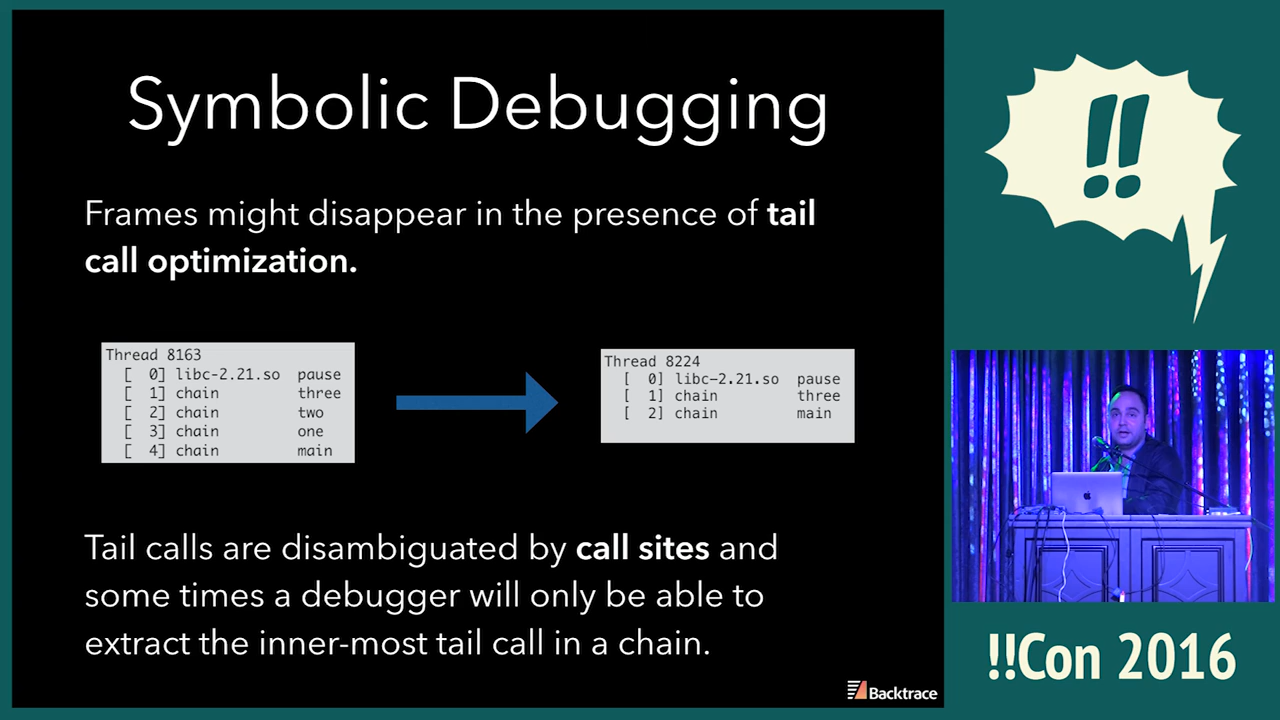 Symbolic Debugging
Frames might disappear in the presence of tail
call optimization.
Thread 8163
[ 0] libc-2.21.so pause
[ 1] chain three
[ 2] chain two
[ 3] chain one
[ 4] chain main
Thread 8224
[ 0] libc-2.21.so pause
[ 1] chain three
[ 2] chain main
Tail calls are disambiguated by call sites and
some times a debugger will only be able to
extract the inner-most tail call in a chain.
Backtrace
!!
!!Con 2016